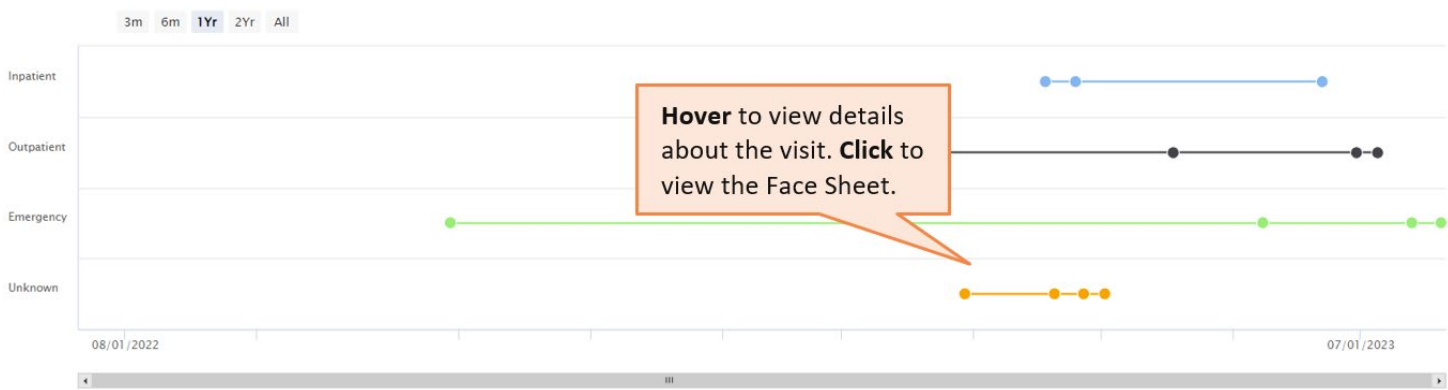 3m 6m 1Yr 2Yr All
Inpatient
Hover to view details
about the visit. Click to
view the Face Sheet.
Outpatient
Emergency
Unknown
08/01/2022 07/01/2023